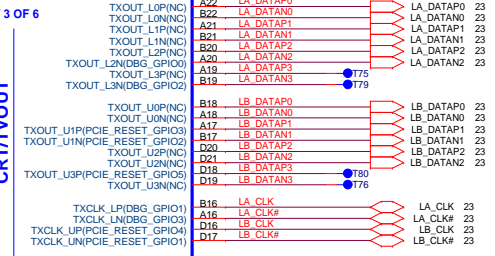 3 OF 6
CRT/TVOUT
TXOUT_L0P(NC) A22 LA_DATAP0 LA_DATAP0 23
TXOUT_L0N(NC) B22 LA_DATAN0 LA_DATAN0 23
TXOUT_L1P(NC) A21 LA_DATAP1 LA_DATAP1 23
TXOUT_L1N(NC) B21 LA_DATAN1 LA_DATAN1 23
TXOUT_L2P(NC) B20 LA_DATAP2 LA_DATAP2 23
TXOUT_L2N(DBG_GPIO0) A20 LA_DATAN2 LA_DATAN2 23
TXOUT_L3P(NC) A19 LA_DATAP3 T75
TXOUT_L3N(DBG_GPIO2) B19 LA_DATAN3 T79
TXOUT_U0P(NC) B18 LB_DATAP0 LB_DATAP0 23
TXOUT_U0N(NC) A18 LB_DATAN0 LB_DATAN0 23
TXOUT_U1P(PCIE_RESET_GPIO3) A17 LB_DATAP1 LB_DATAP1 23
TXOUT_U1N(PCIE_RESET_GPIO2) B17 LB_DATAN1 LB_DATAN1 23
TXOUT_U2P(NC) D20 LB_DATAP2 LB_DATAP2 23
TXOUT_U2N(NC) D21 LB_DATAN2 LB_DATAN2 23
TXOUT_U3P(PCIE_RESET_GPIO5) D18 LB_DATAP3 T80
TXOUT_U3N(NC) D19 LB_DATAN3 T76
TXCLK_LP(DBG_GPIO1) B16 LA_CLK LA_CLK 23
TXCLK_LN(DBG_GPIO3) A16 LA_CLK# LA_CLK# 23
TXCLK_UP(PCIE_RESET_GPIO4) D16 LB_CLK LB_CLK 23
TXCLK_UN(PCIE_RESET_GPIO1) D17 LB_CLK# LB_CLK# 23